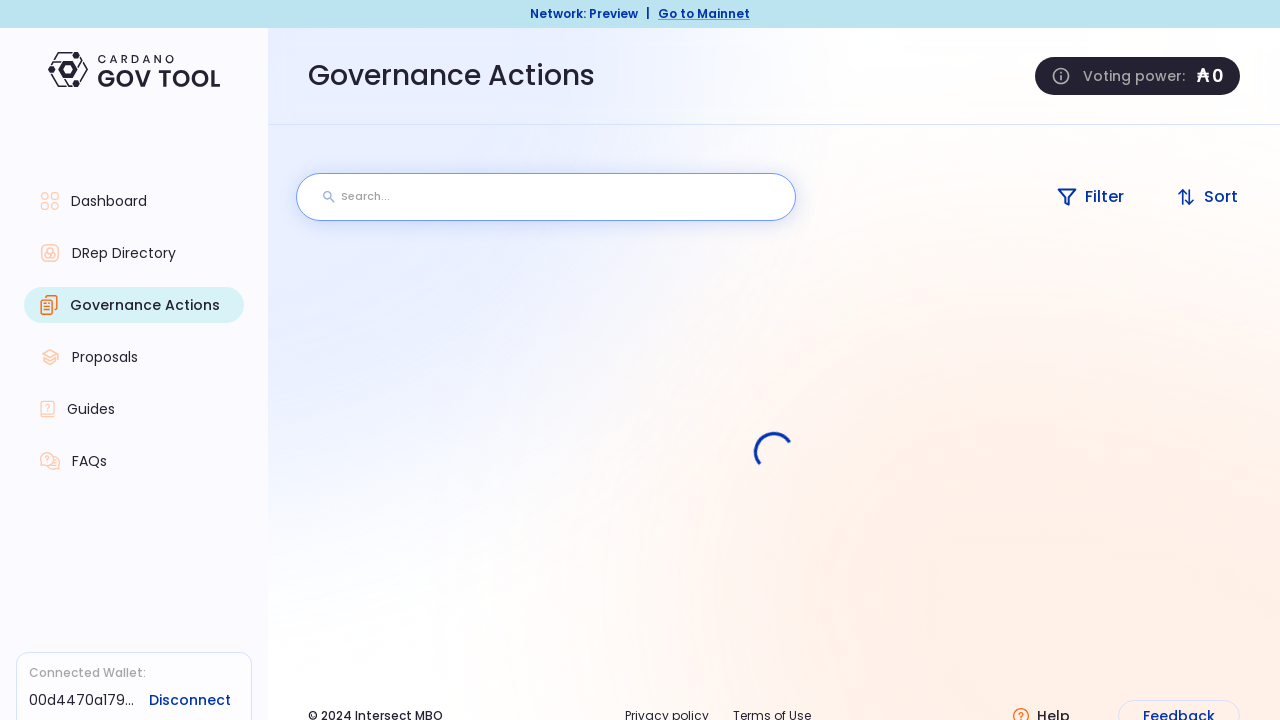 Network: Preview | Go to Mainnet
CARDANO
GOV TOOL
Governance Actions
Voting power: ₳ 0
Search...
Filter
Sort
Dashboard
DRep Directory
Governance Actions
Proposals
Guides
FAQs
Connected Wallet:
00d4470a179... Disconnect
© 2024 Intersect MBO
Privacy policy
Terms of Use
Help
Feedback